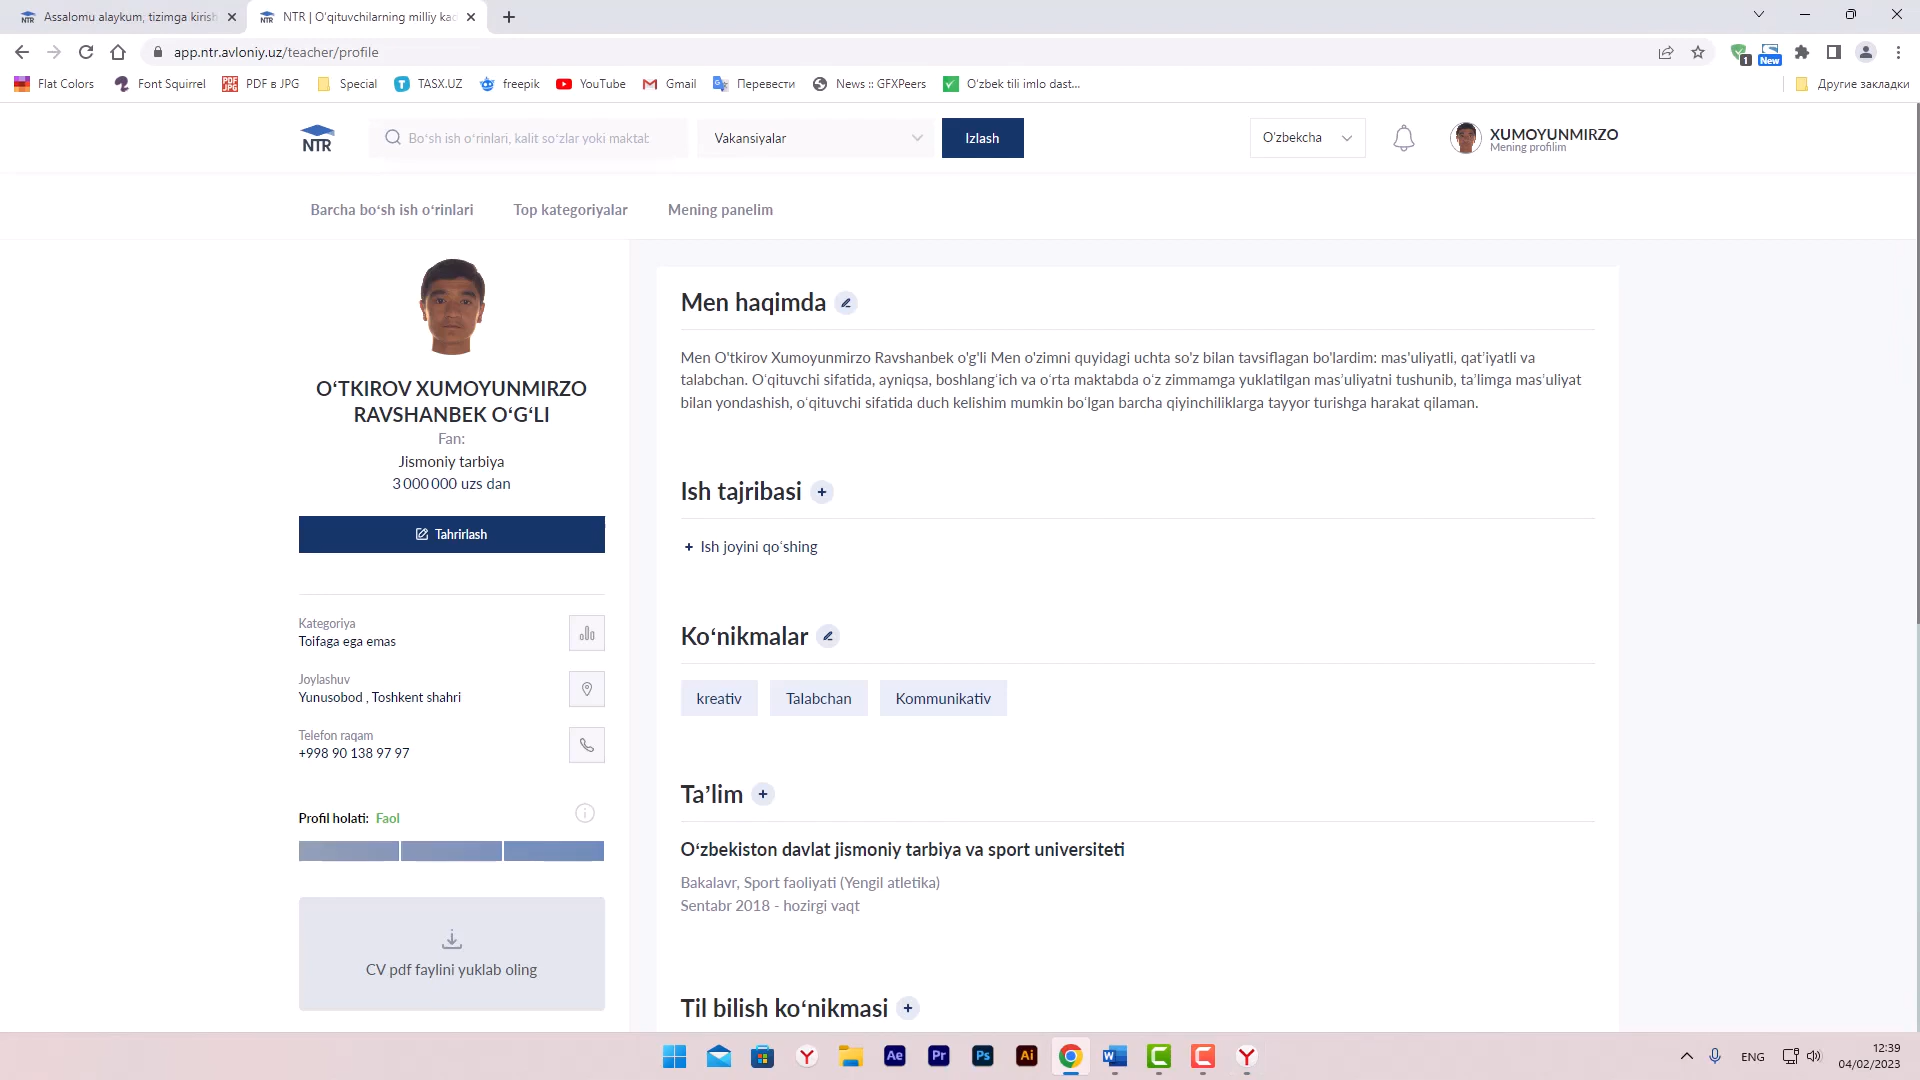 NTR Assalomu alaykum, tizimga kirish
NTR NTR | O'qituvchilarning milliy kad
app.ntr.avloniy.uz/teacher/profile
1
New
Flat Colors
Font Squirrel
PDF в JPG
Special
TASX.UZ
freepik
YouTube
Gmail
Перевести
News :: GFXPeers
O'zbek tili imlo dast...
Другие закладки
NTR
Bo‘sh ish o‘rinlari, kalit so‘zlar yoki maktab
Vakansiyalar
Izlash
O'zbekcha
XUMOYUNMIRZO
Mening profilim
Barcha bo‘sh ish o‘rinlari
Top kategoriyalar
Mening panelim
O‘TKIROV XUMOYUNMIRZO
RAVSHANBEK O‘G‘LI
Fan:
Jismoniy tarbiya
3 000 000 uzs dan
Tahrirlash
Kategoriya
Toifaga ega emas
Joylashuv
Yunusobod , Toshkent shahri
Telefon raqam
+998 90 138 97 97
Profil holati: Faol
CV pdf faylini yuklab oling
Men haqimda
Men O'tkirov Xumoyunmirzo Ravshanbek o'g'li Men o'zimni quyidagi uchta so'z bilan tavsiflagan bo'lardim: mas'uliyatli, qat’iyatli va
talabchan. O‘qituvchi sifatida, ayniqsa, boshlang‘ich va o‘rta maktabda o‘z zimmamga yuklatilgan mas’uliyatni tushunib, ta’limga mas’uliyat
bilan yondashish, o‘qituvchi sifatida duch kelishim mumkin bo‘lgan barcha qiyinchiliklarga tayyor turishga harakat qilaman.
Ish tajribasi +
+ Ish joyini qo‘shing
Ko‘nikmalar
kreativ
Talabchan
Kommunikativ
Ta’lim +
O‘zbekiston davlat jismoniy tarbiya va sport universiteti
Bakalavr, Sport faoliyati (Yengil atletika)
Sentabr 2018 - hozirgi vaqt
Til bilish ko‘nikmasi +
Ae
Pr
Ps
Ai
ENG
12:39
04/02/2023